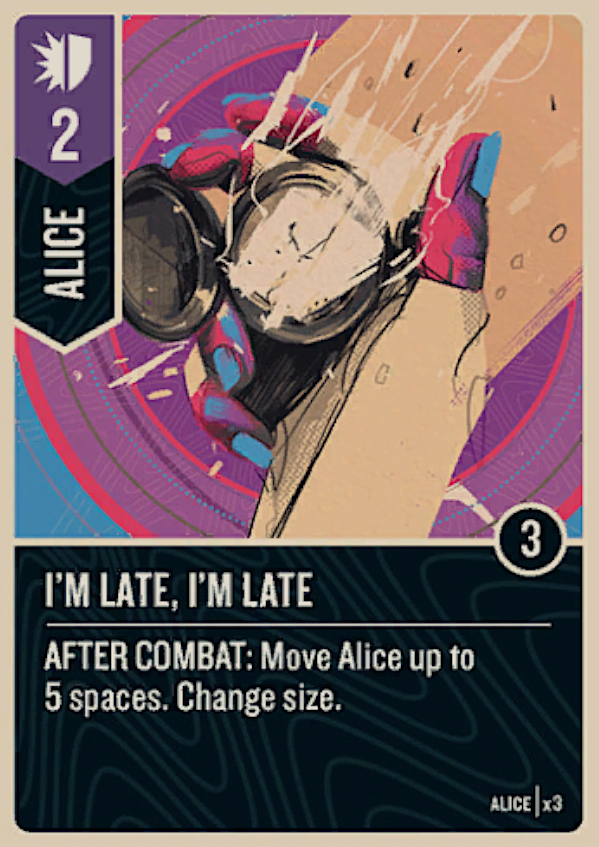 2
ALICE
3
I'M LATE, I'M LATE
AFTER COMBAT: Move Alice up to
5 spaces. Change size.
ALICE | x3